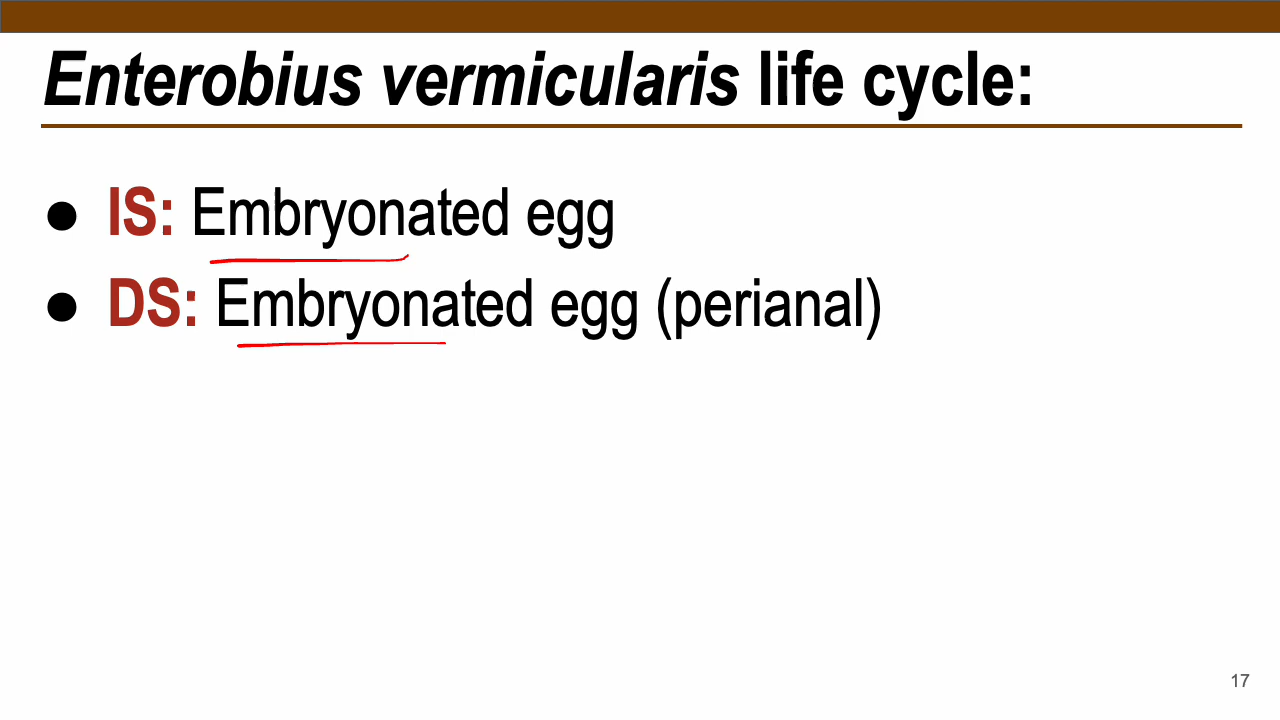 Enterobius vermicularis life cycle:
● IS: Embryonated egg
● DS: Embryonated egg (perianal)
17